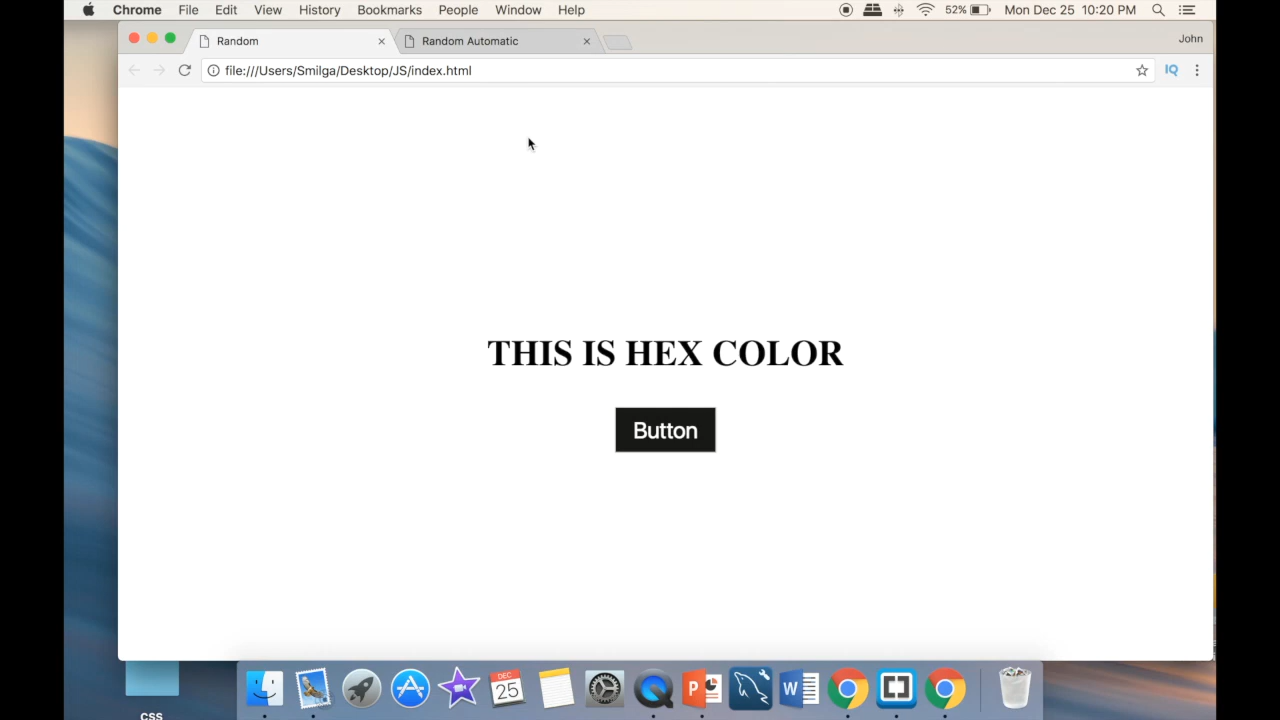 Chrome File Edit View History Bookmarks People Window Help 52% Mon Dec 25 10:20 PM
Random Random Automatic John
file:///Users/Smilga/Desktop/JS/index.html IQ
THIS IS HEX COLOR
Button
DEC
25
P
W
CSS